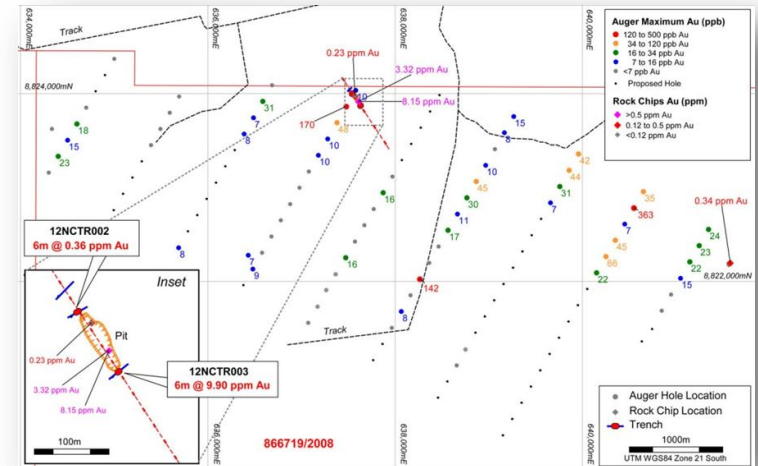 634,000mE
636,000mE
638,000mE
640,000mE
Track
8,824,000mN
0.23 ppm Au
3.32 ppm Au
8.15 ppm Au
10
170
48
31
7
8
10
10
18
15
23
15
8
10
42
44
45
31
30
7
11
17
16
16
35
363
7
45
66
22
24
23
22
15
0.34 ppm Au
8,822,000mN
142
8
8
7
9
Track
12NCTR002
6m @ 0.36 ppm Au
Inset
Pit
0.23 ppm Au
3.32 ppm Au
8.15 ppm Au
12NCTR003
6m @ 9.90 ppm Au
100m
866719/2008
636,000mE
638,000mE
640,000mE
Auger Maximum Au (ppb)
120 to 500 ppb Au
34 to 120 ppb Au
16 to 34 ppb Au
7 to 16 ppb Au
<7 ppb Au
Proposed Hole
Rock Chips Au (ppm)
>0.5 ppm Au
0.12 to 0.5 ppm Au
<0.12 ppm Au
Auger Hole Location
Rock Chip Location
Trench
1000m
UTM WGS84 Zone 21 South